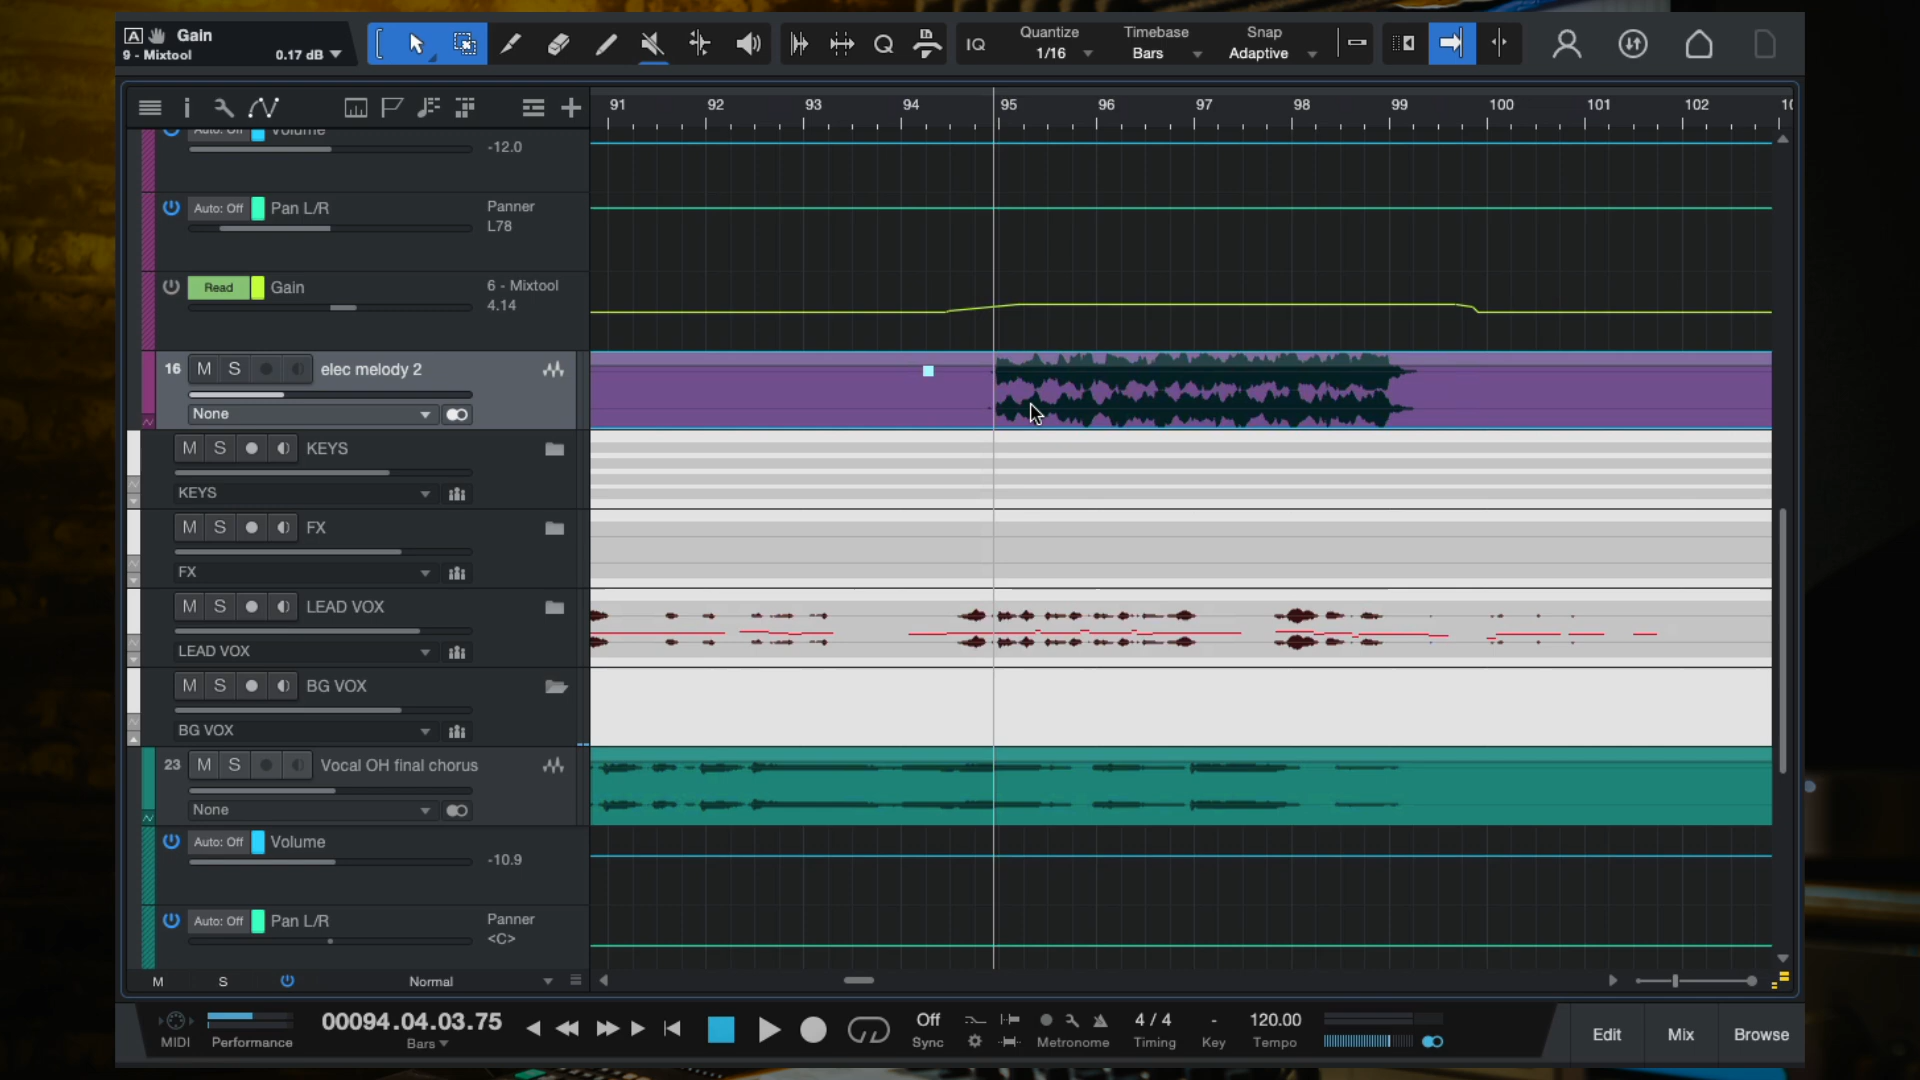 A Gain
9 - Mixtool 0.17 dB
IQ
Quantize Timebase Snap
1/16 Bars Adaptive
91 92 93 94 95 96 97 98 99 100 101 102
Auto: Off Volume
-12.0
Auto: Off Pan L/R Panner
L78
Read Gain 6 - Mixtool
4.14
16 M S elec melody 2
None
M S KEYS
KEYS
M S FX
FX
M S LEAD VOX
LEAD VOX
M S BG VOX
BG VOX
23 M S Vocal OH final chorus
None
Auto: Off Volume
-10.9
Auto: Off Pan L/R Panner
<C>
M S Normal
00094.04.03.75 Off 4 / 4 - 120.00
MIDI Performance Bars Sync Metronome Timing Key Tempo
Edit Mix Browse